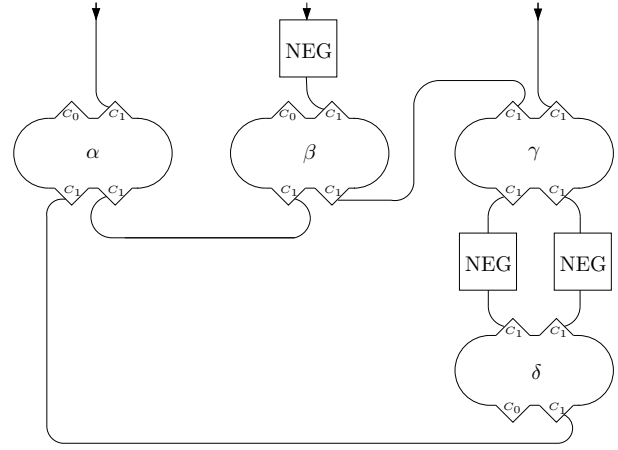 NEG
C₀ C₁ C₀ C₁ C₁ C₁
α β γ
C₁ C₁ C₁ C₁ C₁ C₁
NEG NEG
C₁ C₁
δ
C₀ C₁